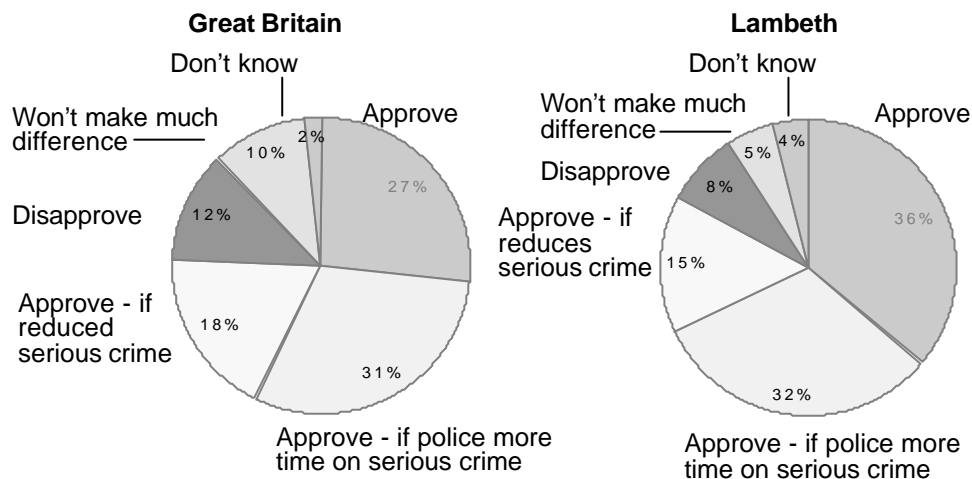 Great Britain
Don't know
Won't make much
difference
Approve
2%
10%
27%
Disapprove
12%
Approve - if
reduced
serious crime
18%
31%
Approve - if police more
time on serious crime
Lambeth
Don't know
Won't make much
difference
Approve
4%
5%
Disapprove
8%
36%
Approve - if
reduces
serious crime
15%
32%
Approve - if police more
time on serious crime